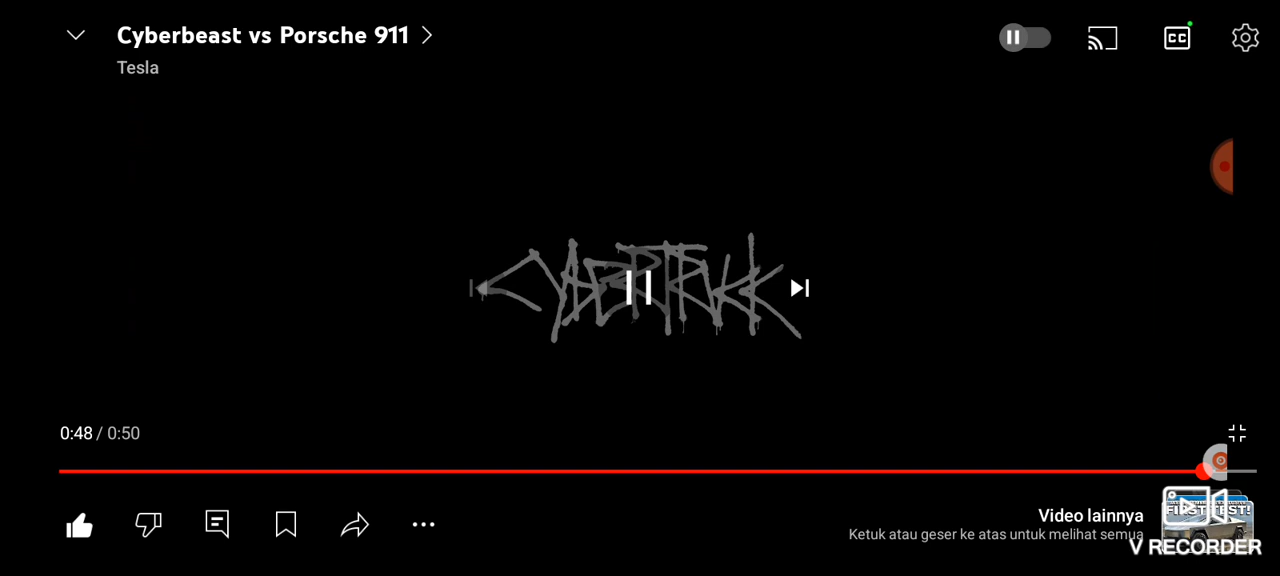 Cyberbeast vs Porsche 911
Tesla
CC
CYBERTRUCK
0:48 / 0:50
Video lainnya
Ketuk atau geser ke atas untuk melihat semua
FIRST TEST!
V RECORDER